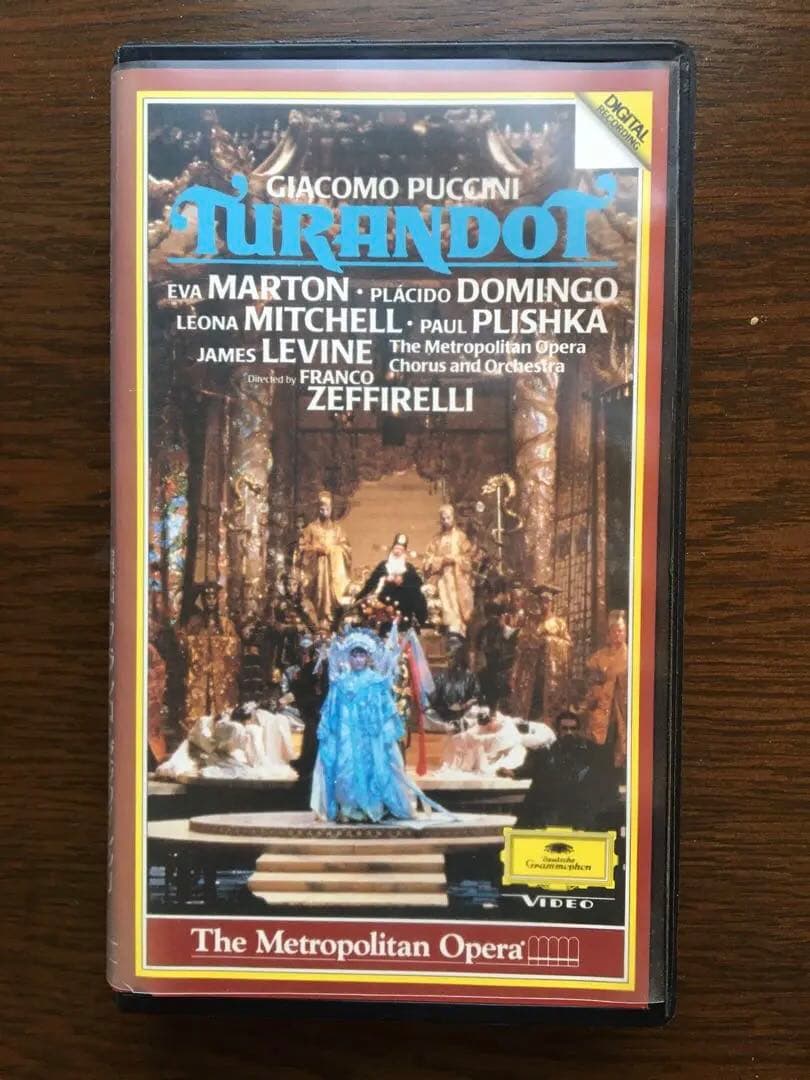 DIGITAL
RECORDING
GIACOMO PUCCINI
TURANDOT
EVA MARTON · PLÁCIDO DOMINGO
LEONA MITCHELL · PAUL PLISHKA
JAMES LEVINE The Metropolitan Opera
Chorus and Orchestra
Directed by FRANCO
ZEFFIRELLI
Deutsche
Grammophon
VIDEO
The Metropolitan Opera